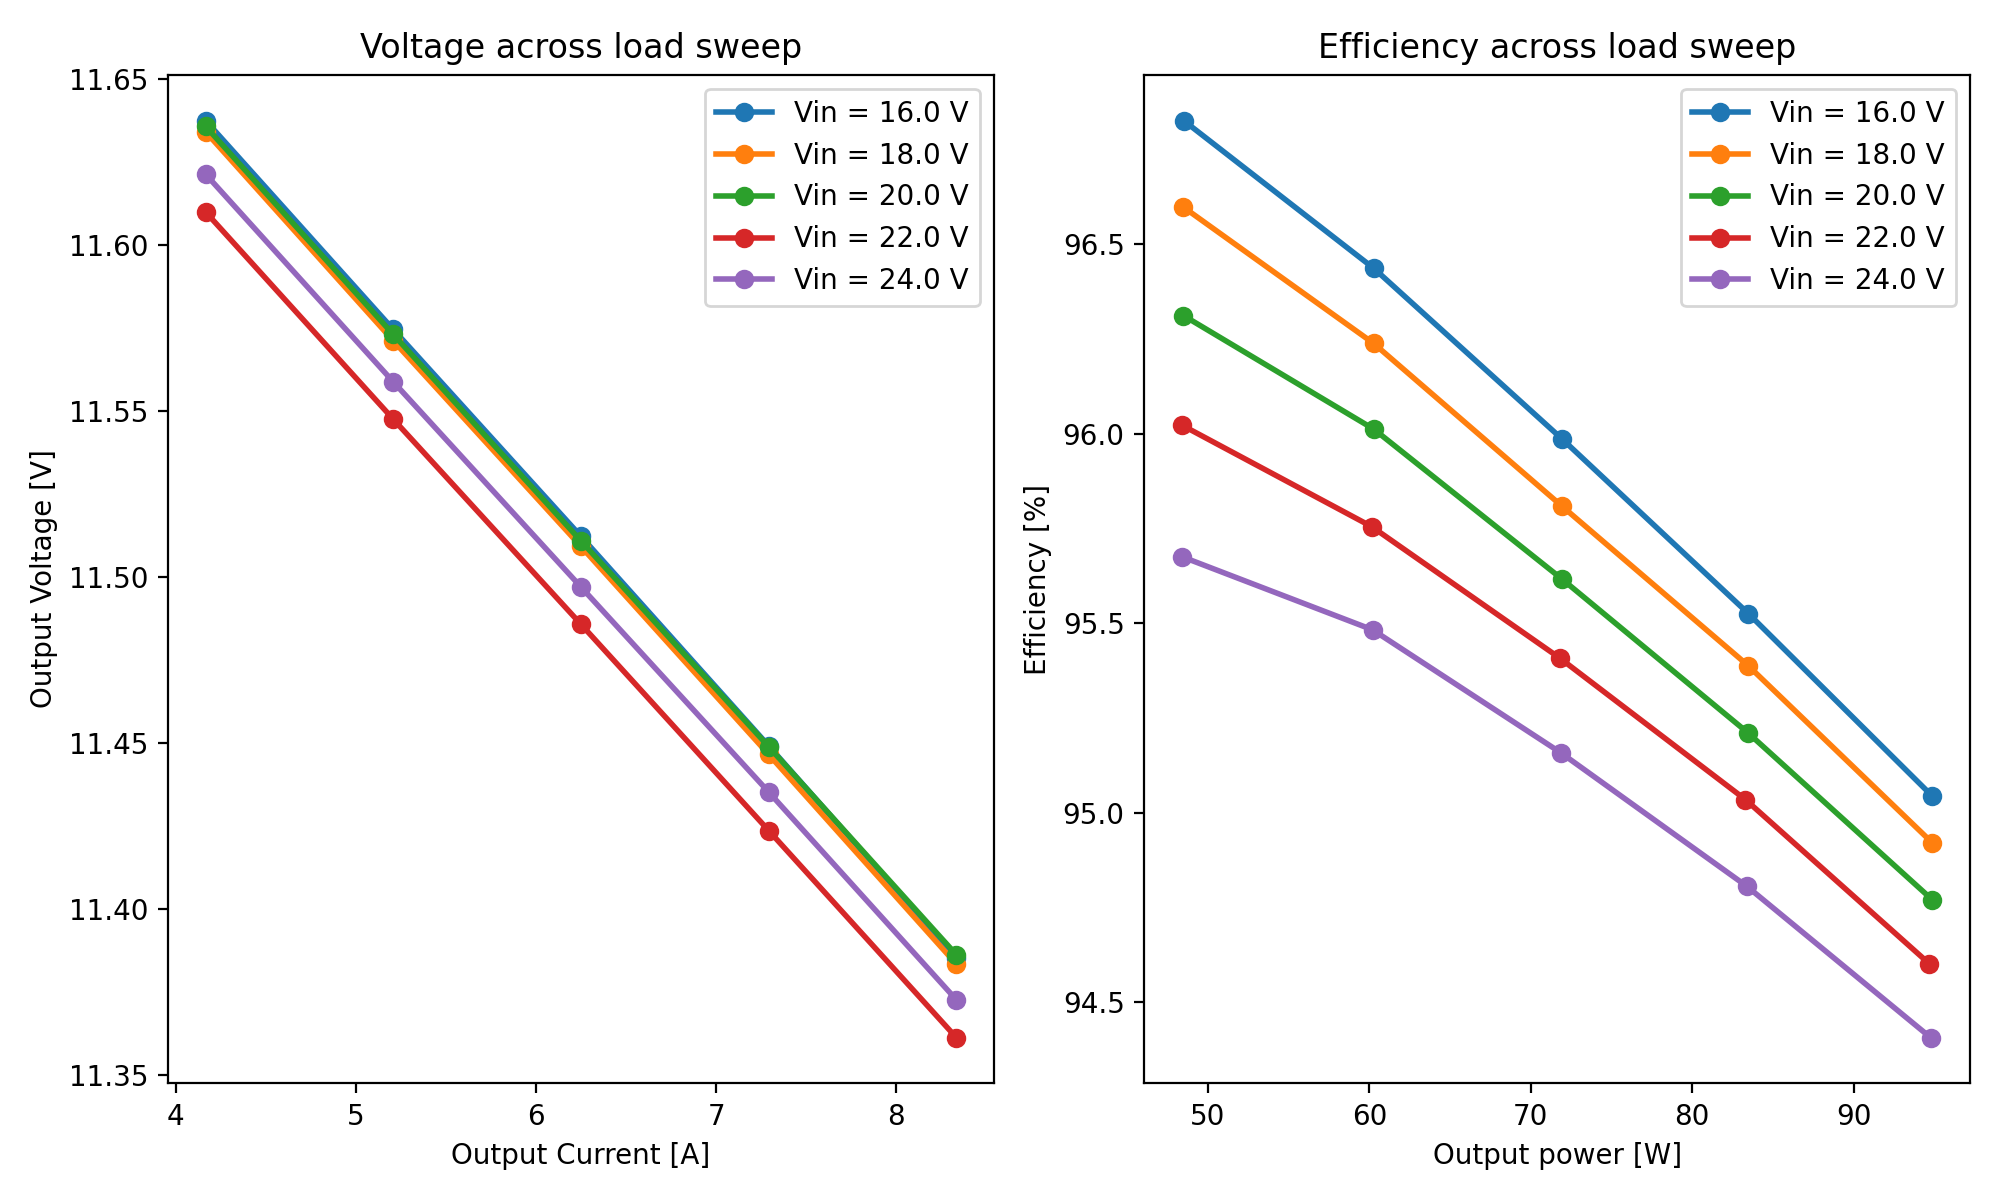 Voltage across load sweep
11.65
11.60
11.55
11.50
11.45
11.40
11.35
Output Voltage [V]
4
5
6
7
8
Output Current [A]
Vin = 16.0 V
Vin = 18.0 V
Vin = 20.0 V
Vin = 22.0 V
Vin = 24.0 V
Efficiency across load sweep
96.5
96.0
95.5
95.0
94.5
Efficiency [%]
50
60
70
80
90
Output power [W]
Vin = 16.0 V
Vin = 18.0 V
Vin = 20.0 V
Vin = 22.0 V
Vin = 24.0 V